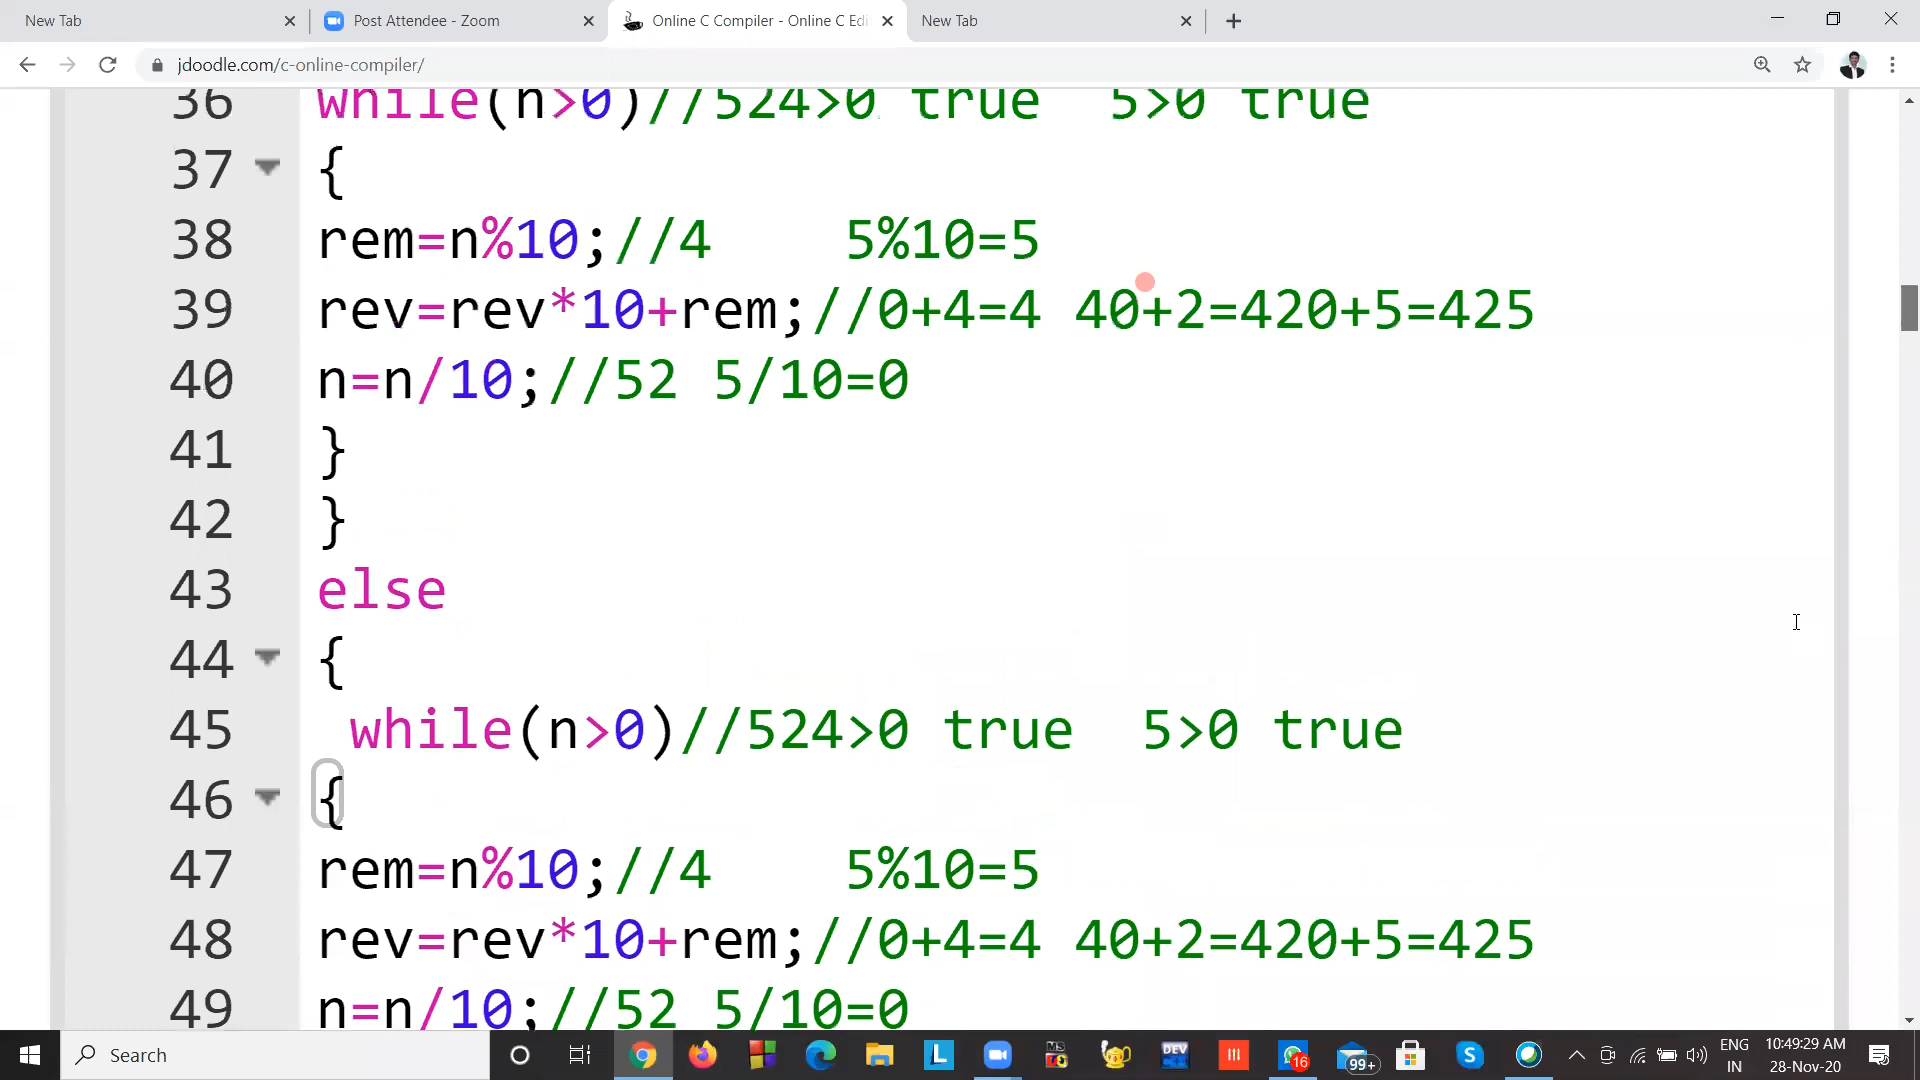 New Tab
Post Attendee - Zoom
Online C Compiler - Online C Edi
New Tab
jdoodle.com/c-online-compiler/
36 while(n>0)//524>0 true 5>0 true
37 {
38 rem=n%10;//4 5%10=5
39 rev=rev*10+rem;//0+4=4 40+2=420+5=425
40 n=n/10;//52 5/10=0
41 }
42 }
43 else
44 {
45 while(n>0)//524>0 true 5>0 true
46 {
47 rem=n%10;//4 5%10=5
48 rev=rev*10+rem;//0+4=4 40+2=420+5=425
49 n=n/10;//52 5/10=0
Search
L
DEV
16
99+
S
ENG
IN
10:49:29 AM
28-Nov-20